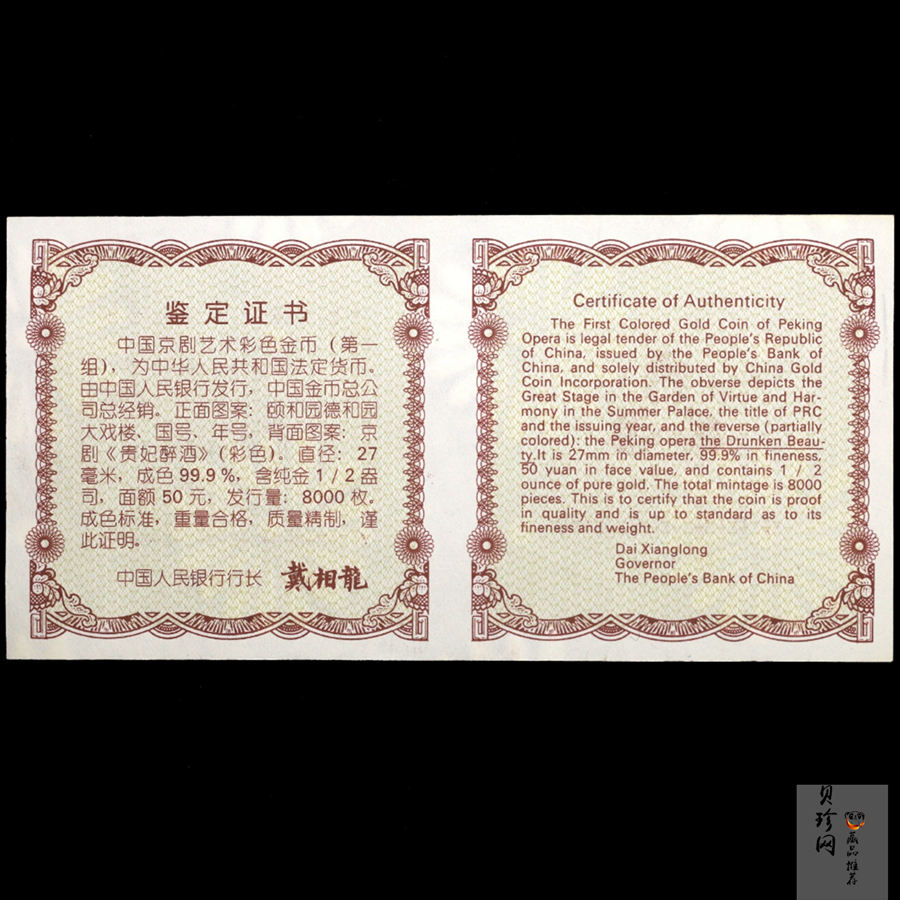 鉴定证书
中国京剧艺术彩色金币（第一
组），为中华人民共和国法定货币。
由中国人民银行发行，中国金币总公
司总经销。正面图案：颐和园德和园
大戏楼、国号、年号，背面图案：京
剧《贵妃醉酒》（彩色）。直径：27
毫米，成色99.9%，含纯金1/2盎
司，面额50元，发行量：8000枚。
成色标准，重量合格，质量精制，谨
此证明。
中国人民银行行长 戴相龍
Certificate of Authenticity
The First Colored Gold Coin of Peking
Opera is legal tender of the People's Republic
of China, issued by the People's Bank of
China, and solely distributed by China Gold
Coin Incorporation. The obverse depicts the
Great Stage in the Garden of Virtue and Har-
mony in the Summer Palace, the title of PRC
and the issuing year, and the reverse (partially
colored): the Peking opera the Drunken Beau-
ty.It is 27mm in diameter, 99.9% in fineness,
50 yuan in face value, and contains 1/2
ounce of pure gold. The total mintage is 8000
pieces. This is to certify that the coin is proof
in quality and is up to standard as to its
fineness and weight.
Dai Xianglong
Governor
The People's Bank of China
贝珍网
藏品推荐